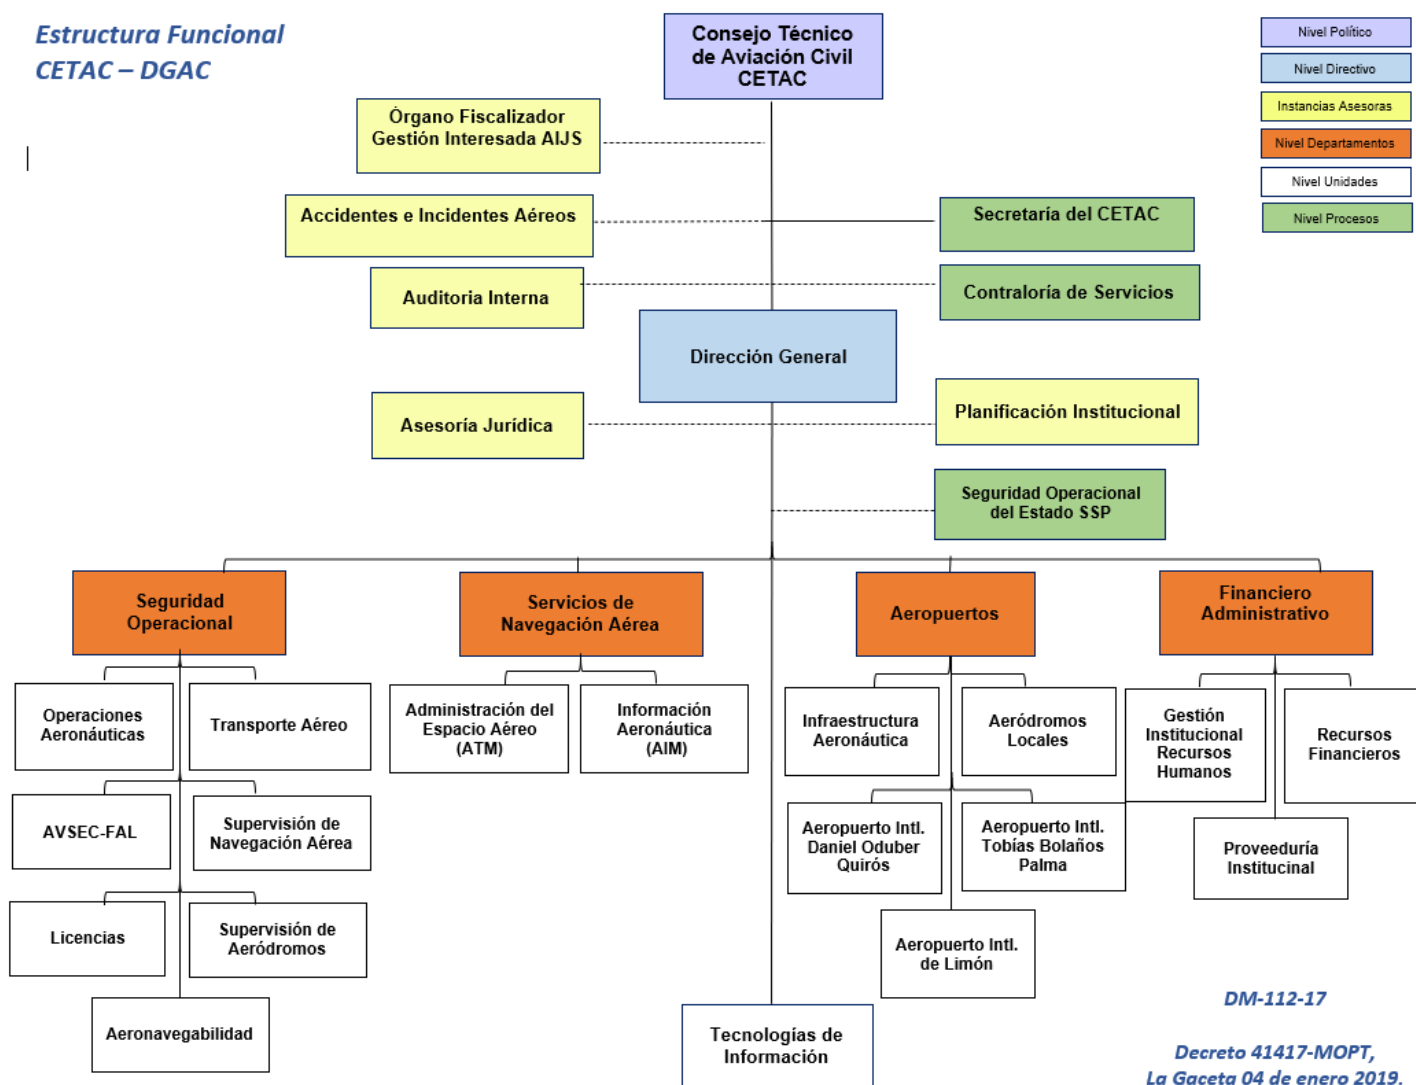 Estructura Funcional
CETAC – DGAC
Consejo Técnico
de Aviación Civil
CETAC
Nivel Político
Nivel Directivo
Instancias Asesoras
Nivel Departamentos
Nivel Unidades
Nivel Procesos
Órgano Fiscalizador
Gestión Interesada AIJS
Accidentes e Incidentes Aéreos
Secretaría del CETAC
Auditoria Interna
Contraloría de Servicios
Dirección General
Asesoría Jurídica
Planificación Institucional
Seguridad Operacional
del Estado SSP
Seguridad
Operacional
Servicios de
Navegación Aérea
Aeropuertos
Financiero
Administrativo
Operaciones
Aeronáuticas
Transporte Aéreo
Administración del
Espacio Aéreo
(ATM)
Información
Aeronáutica
(AIM)
Infraestructura
Aeronáutica
Aeródromos
Locales
Gestión
Institucional
Recursos
Humanos
Recursos
Financieros
AVSEC-FAL
Supervisión de
Navegación Aérea
Aeropuerto Intl.
Daniel Oduber
Quirós
Aeropuerto Intl.
Tobías Bolaños
Palma
Proveeduría
Institucinal
Licencias
Supervisión de
Aeródromos
Aeropuerto Intl.
de Limón
Aeronavegabilidad
Tecnologías de
Información
DM-112-17
Decreto 41417-MOPT,
La Gaceta 04 de enero 2019.